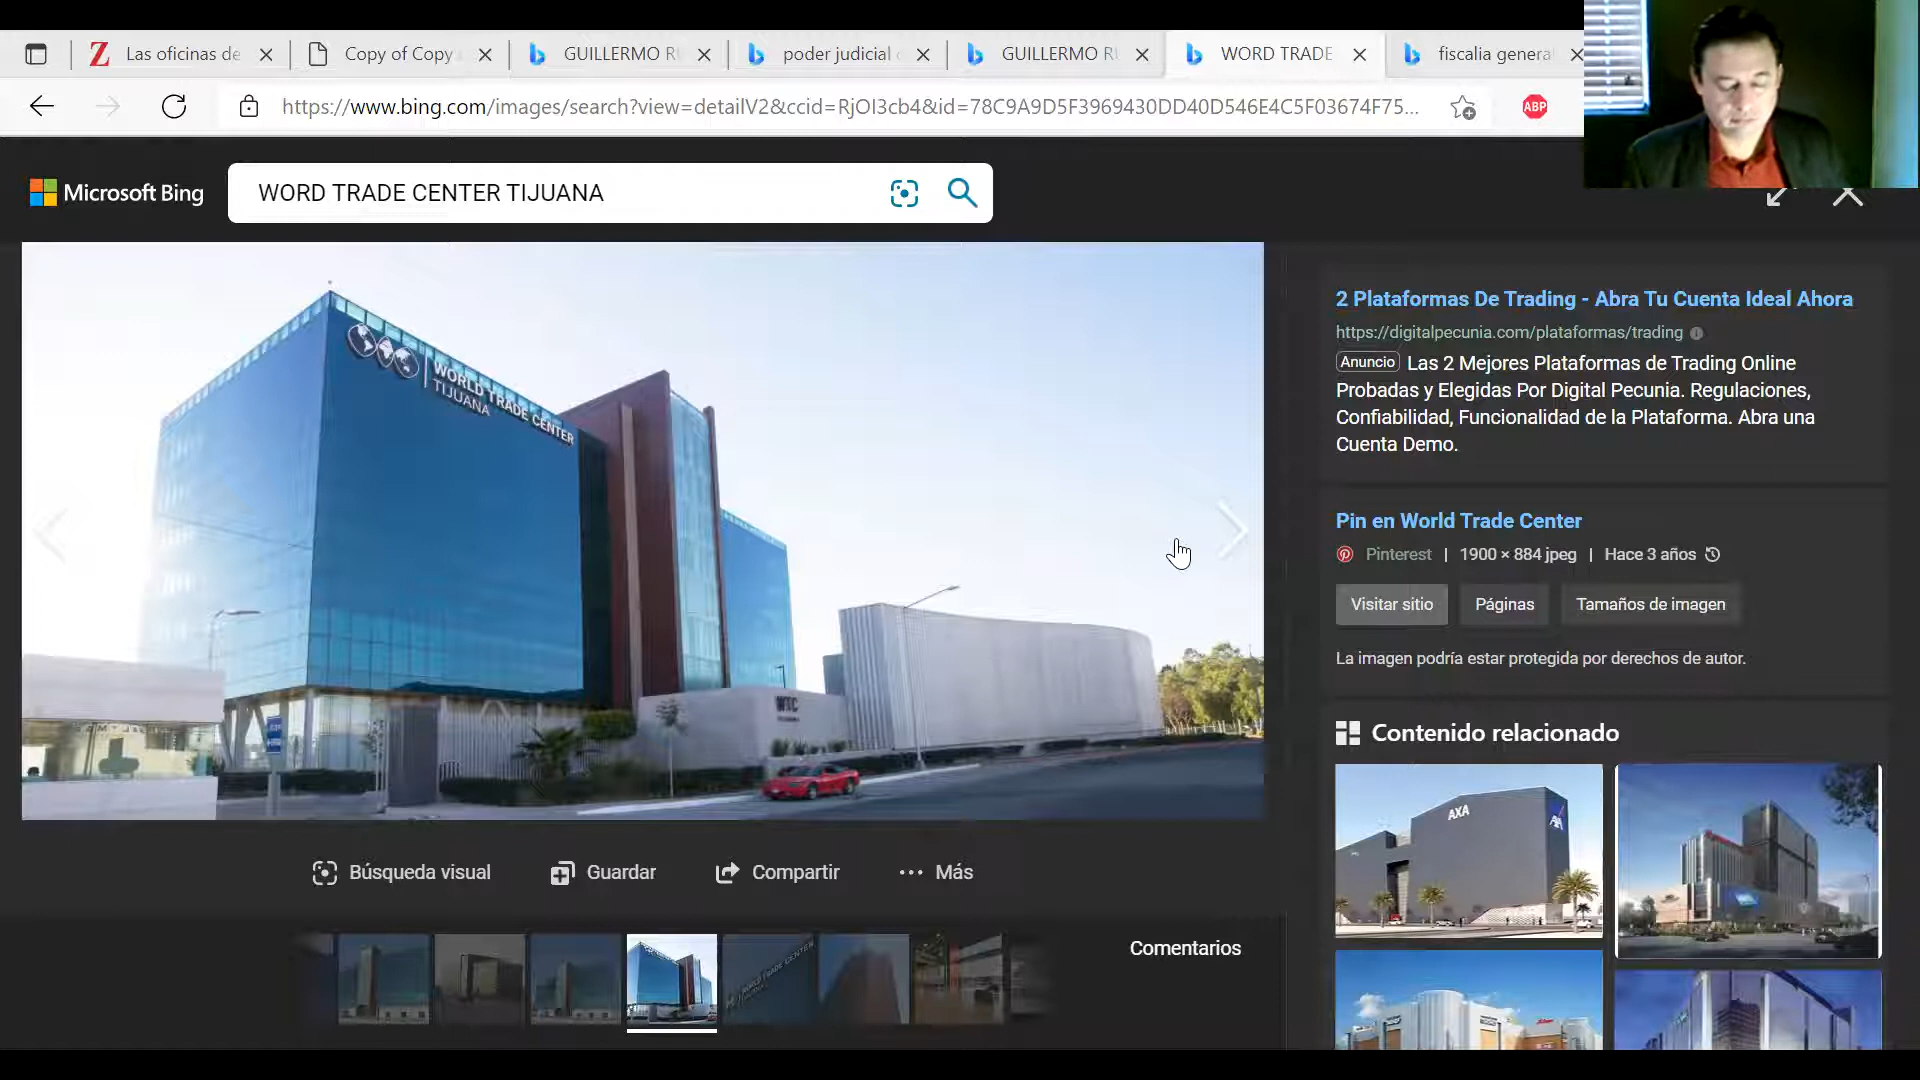 Las oficinas de
Copy of Copy
GUILLERMO RU
poder judicial
GUILLERMO RU
WORD TRADE
fiscalia genera
https://www.bing.com/images/search?view=detailV2&ccid=RjOI3cb4&id=78C9A9D5F3969430DD40D546E4C5F03674F75...
ABP
Microsoft Bing
WORD TRADE CENTER TIJUANA
WORLD TRADE CENTER
TIJUANA
WTC
2 Plataformas De Trading - Abra Tu Cuenta Ideal Ahora
https://digitalpecunia.com/plataformas/trading
Anuncio Las 2 Mejores Plataformas de Trading Online
Probadas y Elegidas Por Digital Pecunia. Regulaciones,
Confiabilidad, Funcionalidad de la Plataforma. Abra una
Cuenta Demo.
Pin en World Trade Center
Pinterest | 1900 × 884 jpeg | Hace 3 años
Visitar sitio Páginas Tamaños de imagen
La imagen podría estar protegida por derechos de autor.
Contenido relacionado
AXA
Búsqueda visual Guardar Compartir ··· Más
Comentarios